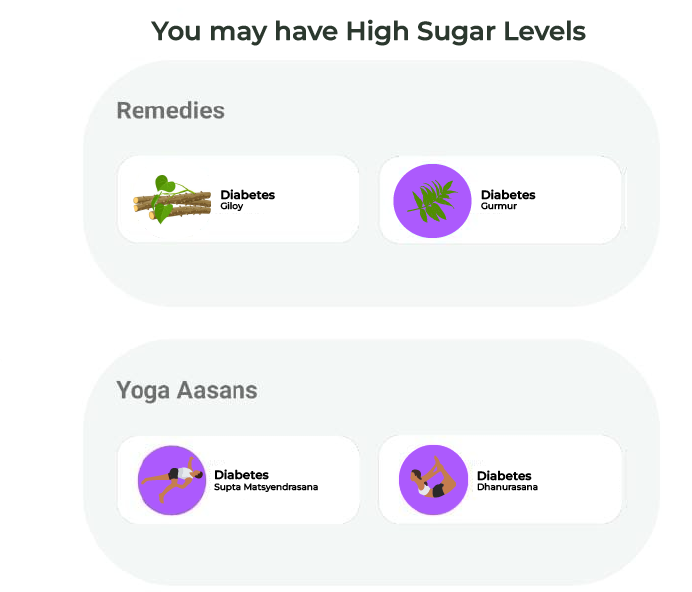 You may have High Sugar Levels
Remedies
Diabetes
Giloy
Diabetes
Gurmur
Yoga Aasans
Diabetes
Supta Matsyendrasana
Diabetes
Dhanurasana